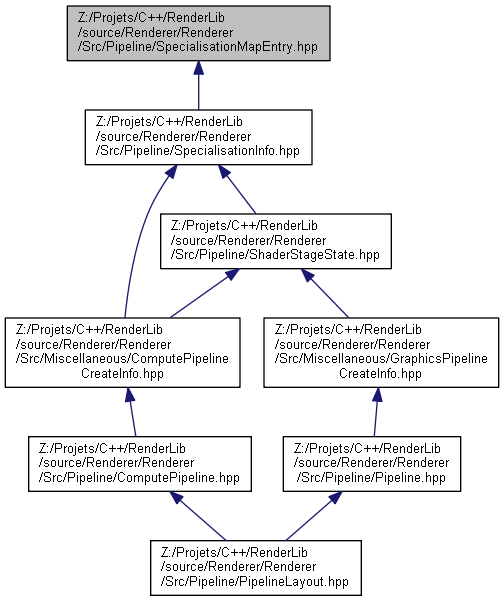 Z:/Projets/C++/RenderLib
/source/Renderer/Renderer
/Src/Pipeline/SpecialisationMapEntry.hpp
Z:/Projets/C++/RenderLib
/source/Renderer/Renderer
/Src/Pipeline/SpecialisationInfo.hpp
Z:/Projets/C++/RenderLib
/source/Renderer/Renderer
/Src/Pipeline/ShaderStageState.hpp
Z:/Projets/C++/RenderLib
/source/Renderer/Renderer
/Src/Miscellaneous/ComputePipeline
CreateInfo.hpp
Z:/Projets/C++/RenderLib
/source/Renderer/Renderer
/Src/Miscellaneous/GraphicsPipeline
CreateInfo.hpp
Z:/Projets/C++/RenderLib
/source/Renderer/Renderer
/Src/Pipeline/ComputePipeline.hpp
Z:/Projets/C++/RenderLib
/source/Renderer/Renderer
/Src/Pipeline/Pipeline.hpp
Z:/Projets/C++/RenderLib
/source/Renderer/Renderer
/Src/Pipeline/PipelineLayout.hpp